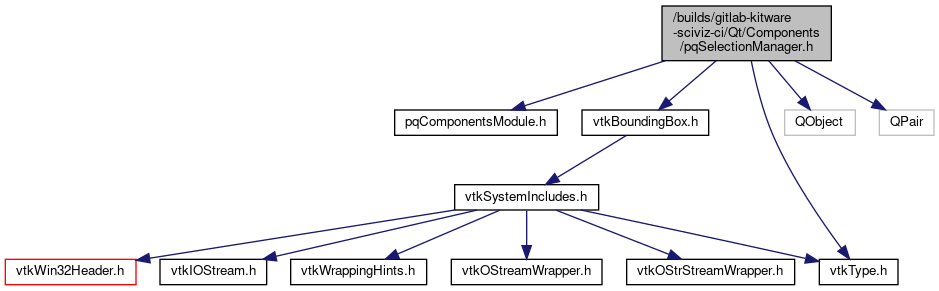 /builds/gitlab-kitware
-sciviz-ci/Qt/Components
/pqSelectionManager.h
pqComponentsModule.h
vtkBoundingBox.h
QObject
QPair
vtkSystemIncludes.h
vtkWin32Header.h
vtkIOStream.h
vtkWrappingHints.h
vtkOStreamWrapper.h
vtkOStrStreamWrapper.h
vtkType.h